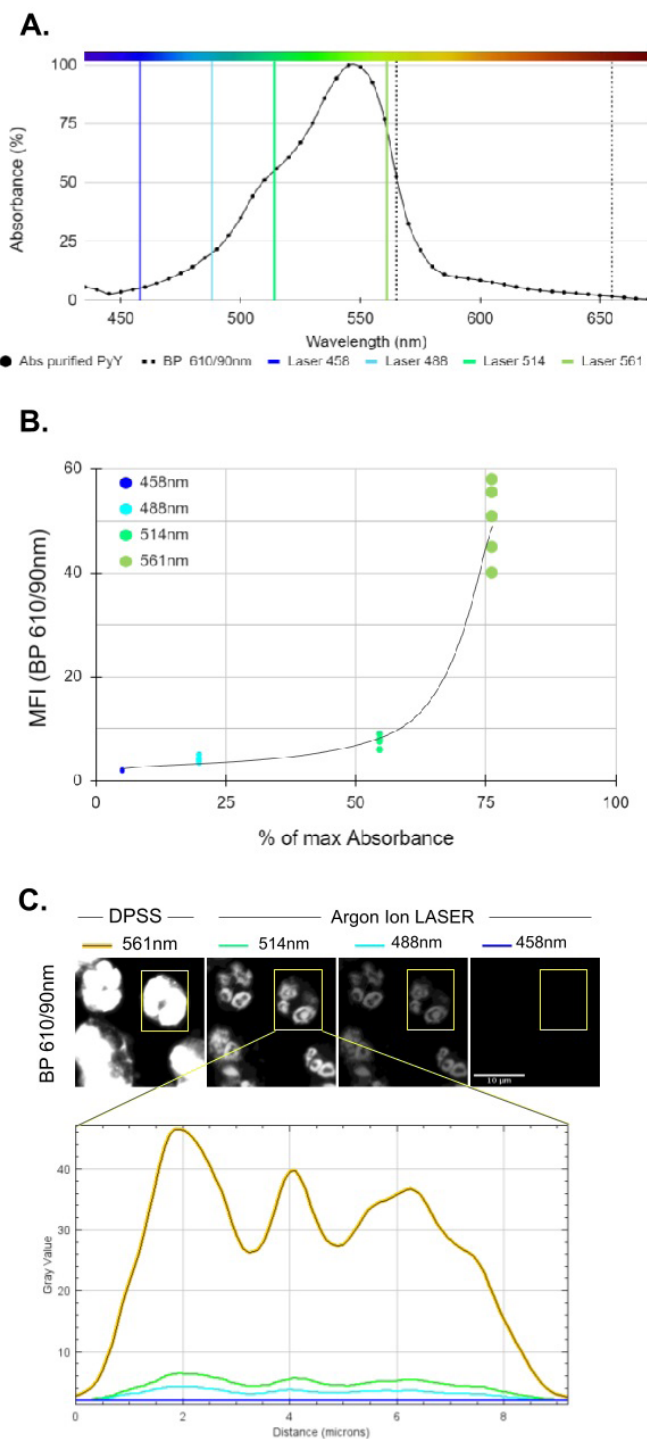 A.
100
75
50
25
0
Absorbance (%)
450 500 550 600 650
Wavelength (nm)
Abs purified PyY BP 610/90nm Laser 458 Laser 488 Laser 514 Laser 561
B.
60
40
20
0
MFI (BP 610/90nm)
458nm
488nm
514nm
561nm
0 25 50 75 100
% of max Absorbance
C.
DPSS Argon Ion LASER
561nm 514nm 488nm 458nm
BP 610/90nm
10 µm
40
30
20
10
Gray Value
0 2 4 6 8
Distance (microns)